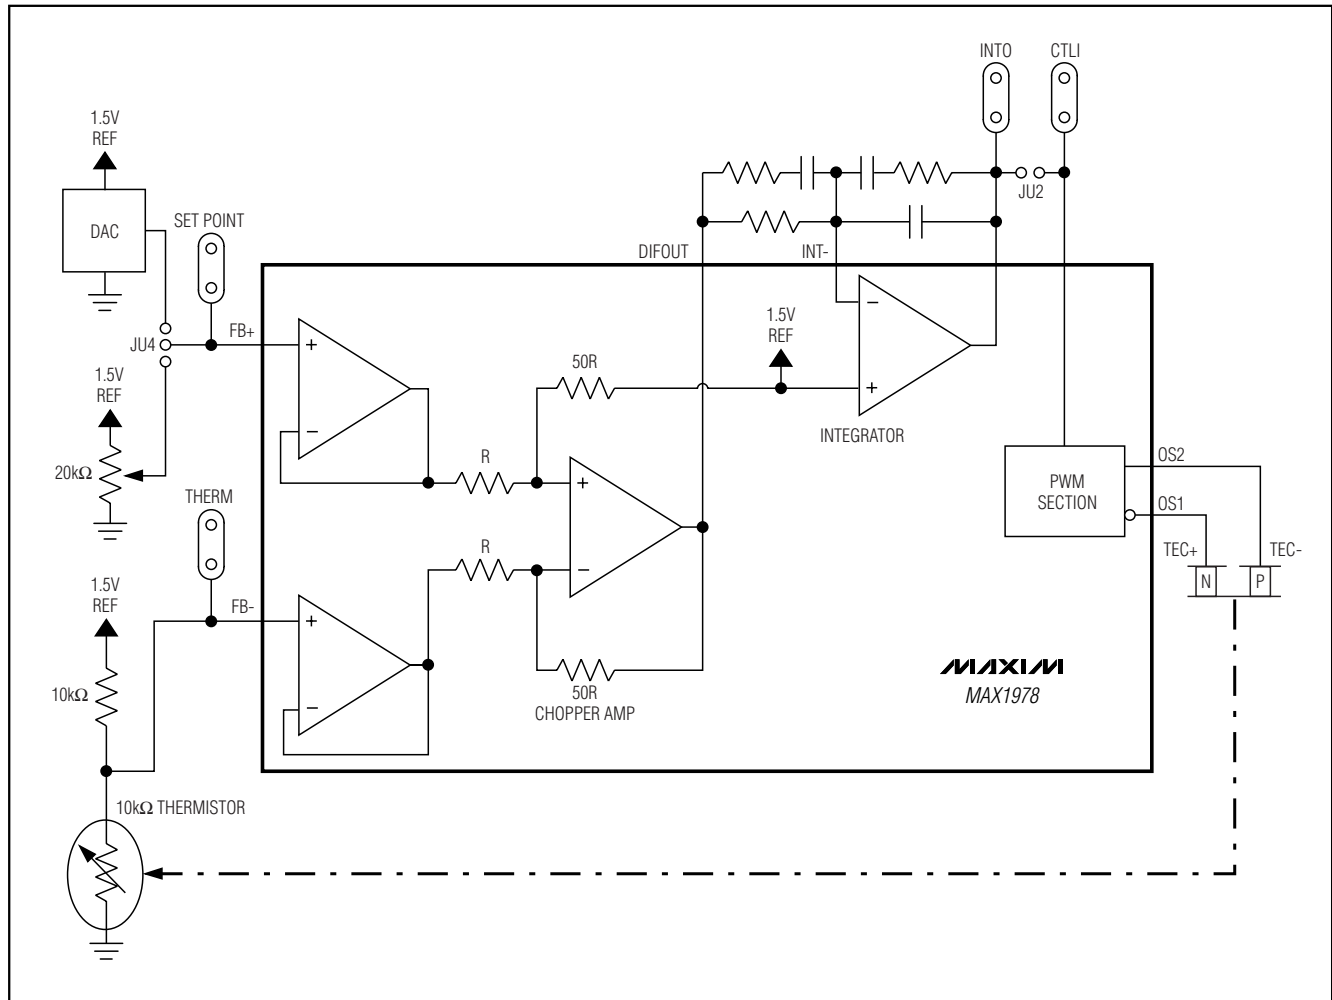 INTO
CTLI
1.5V
REF
DAC
SET POINT
JU2
DIFOUT
INT-
FB+
JU4
+
−
1.5V
REF
−
+
INTEGRATOR
1.5V
REF
20kΩ
50R
R
+
−
R
50R
CHOPPER AMP
PWM
SECTION
OS2
OS1
TEC+
TEC-
N
P
THERM
1.5V
REF
FB-
+
−
10kΩ
MAXIM
MAX1978
10kΩ THERMISTOR